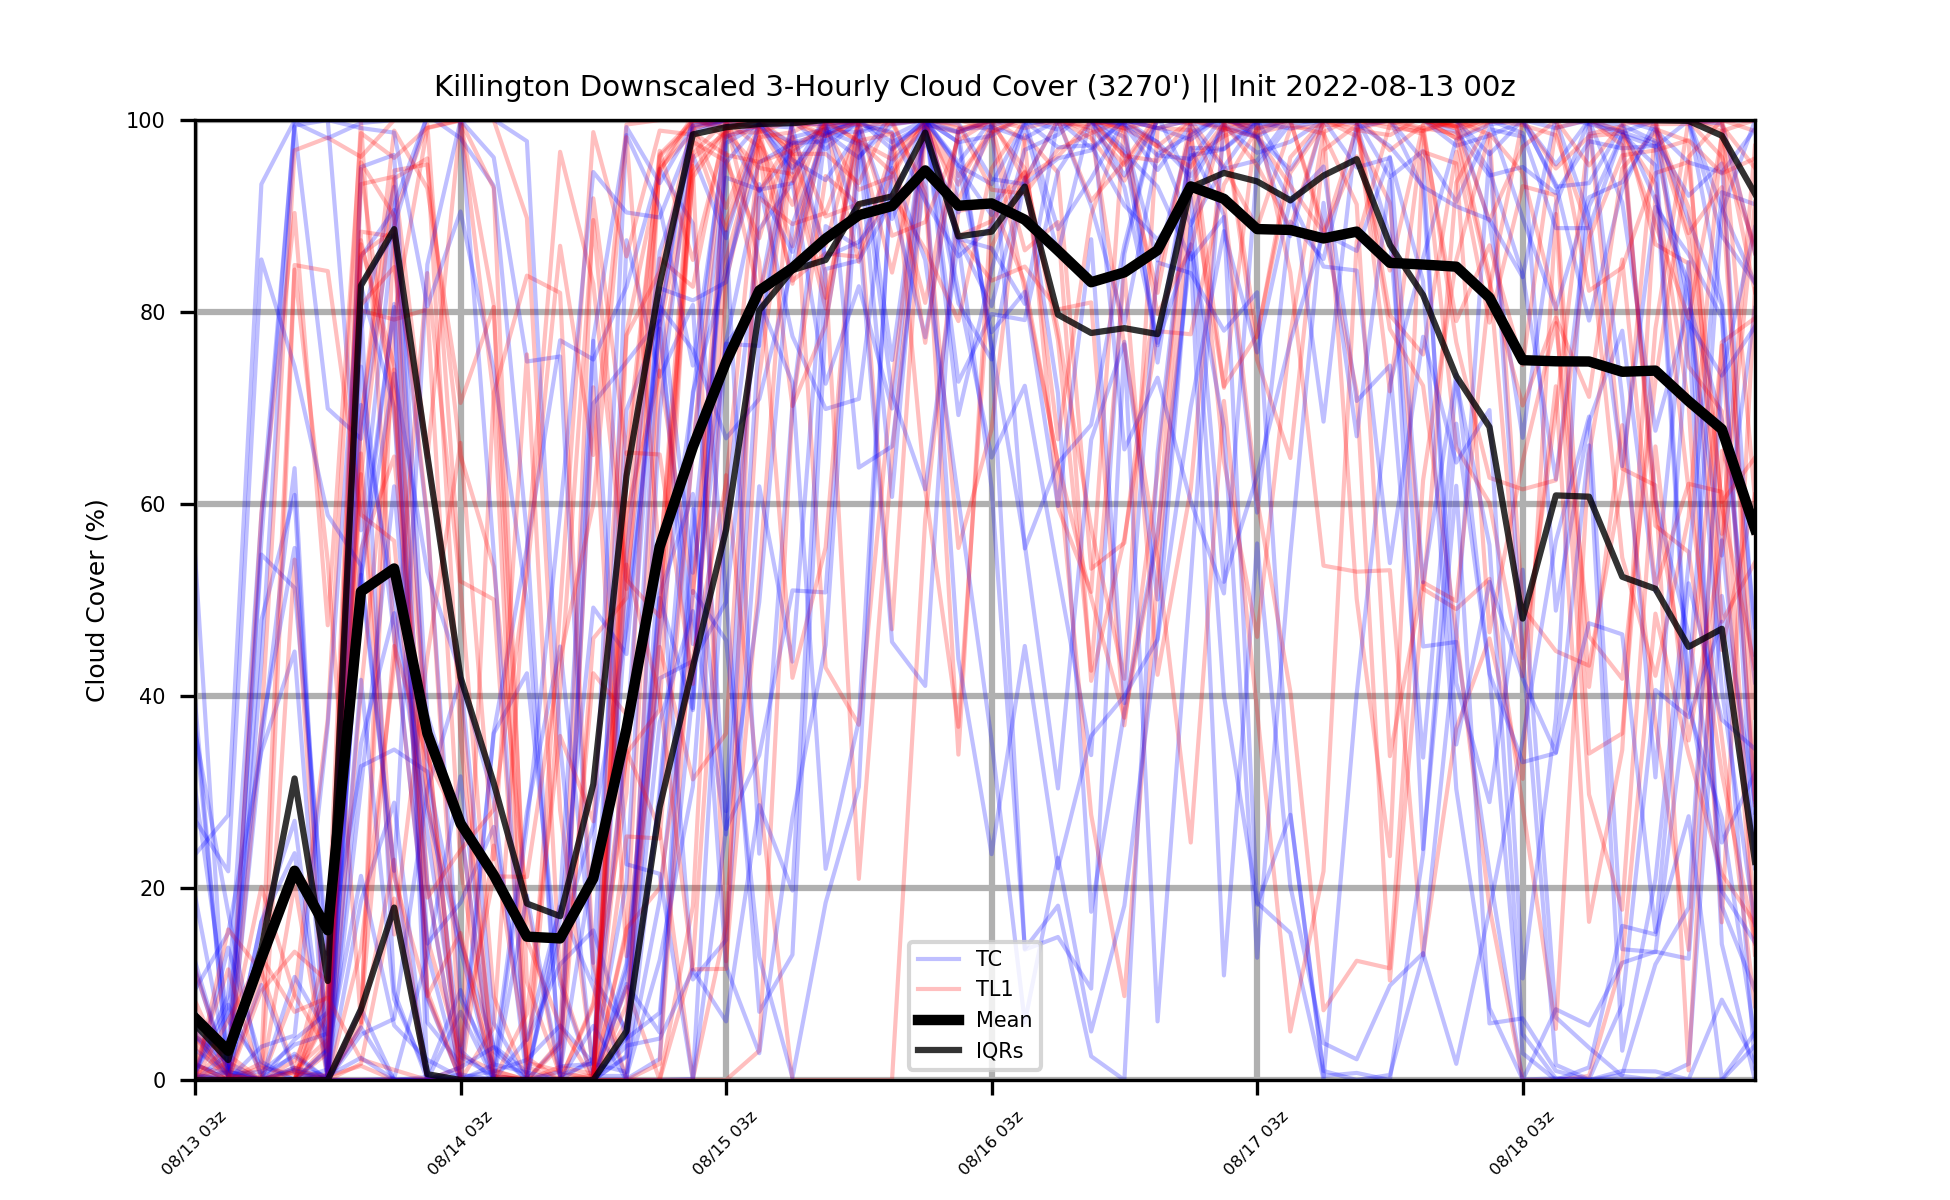 Killington Downscaled 3-Hourly Cloud Cover (3270') || Init 2022-08-13 00z
Cloud Cover (%)
100
80
60
40
20
0
TC
TL1
Mean
IQRs
08/13 03z
08/14 03z
08/15 03z
08/16 03z
08/17 03z
08/18 03z